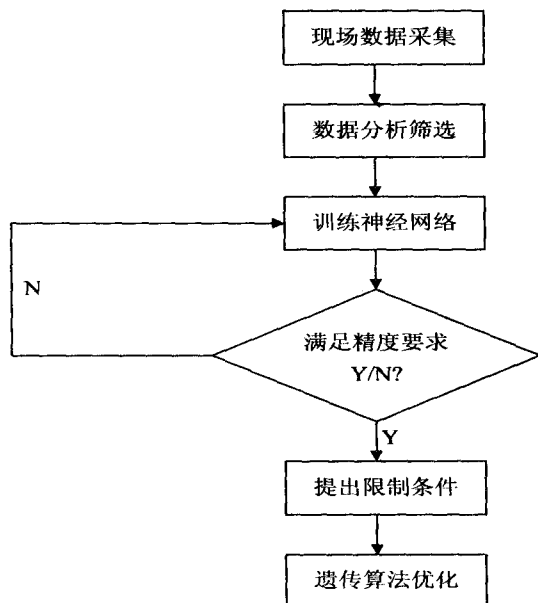 现场数据采集
数据分析筛选
训练神经网络
N
满足精度要求
Y/N?
Y
提出限制条件
遗传算法优化